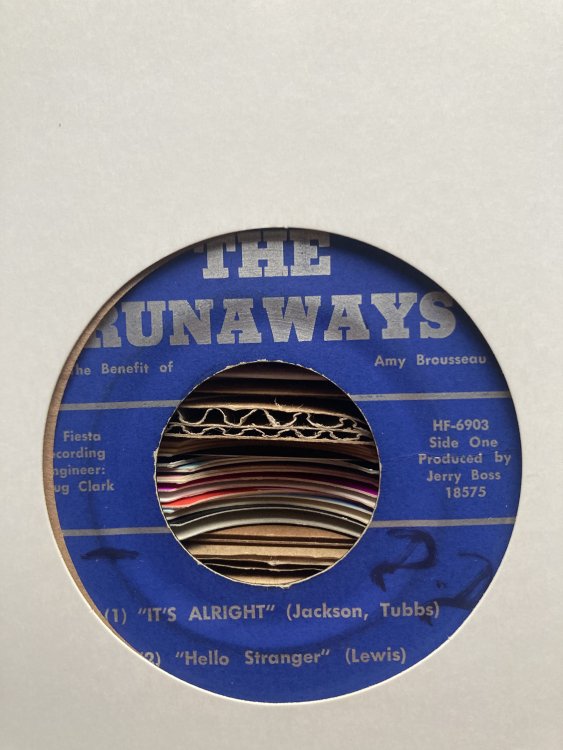 THE
RUNAWAYS
he Benefit of Amy Brousseau
Fiesta
ecording
ngineer:
ug Clark
HF-6903
Side One
Produced by
Jerry Boss
18575
(1) "IT'S ALRIGHT" (Jackson, Tubbs)
2) "Hello Stranger" (Lewis)